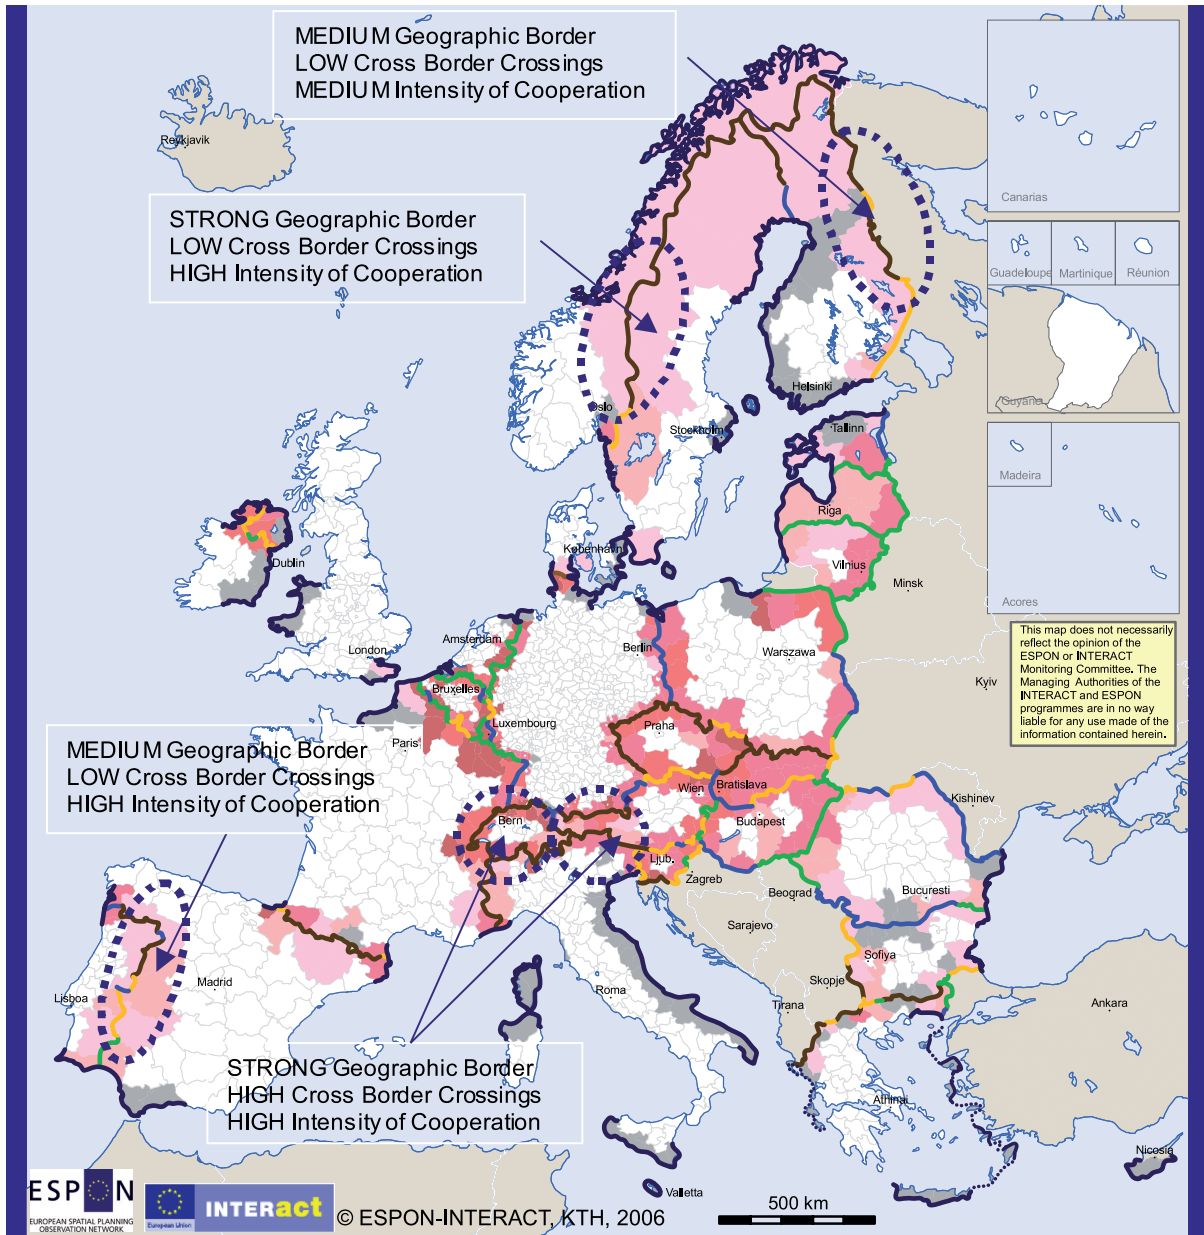 MEDIUM Geographic Border
LOW Cross Border Crossings
MEDIUM Intensity of Cooperation
Reykjavik
Canarias
STRONG Geographic Border
LOW Cross Border Crossings
HIGH Intensity of Cooperation
Guadeloupe
Martinique
Réunion
Helsinki
Oslo
Guyane
Stockholm
Tallinn
Madeira
Riga
København
Dublin
Vilnius
Minsk
Acores
Amsterdam
London
Berlin
Warszawa
This map does not necessarily
reflect the opinion of the
ESPON or INTERACT
Monitoring Committee. The
Managing Authorities of the
INTERACT and ESPON
programmes are in no way
liable for any use made of the
information contained herein.
Kyiv
Bruxelles
Luxembourg
Praha
Paris
MEDIUM Geographic Border
LOW Cross Border Crossings
HIGH Intensity of Cooperation
Wien
Bratislava
Kishinev
Bern
Budapest
Ljub.
Zagreb
Beograd
Bucuresti
Sarajevo
Sofiya
Madrid
Skopje
Roma
Lisboa
Tirana
Ankara
STRONG Geographic Border
HIGH Cross Border Crossings
HIGH Intensity of Cooperation
Athinai
Nicosia
Valletta
ESPON
EUROPEAN SPATIAL PLANNING
OBSERVATION NETWORK
European Union
INTERact
© ESPON-INTERACT, KTH, 2006
500 km